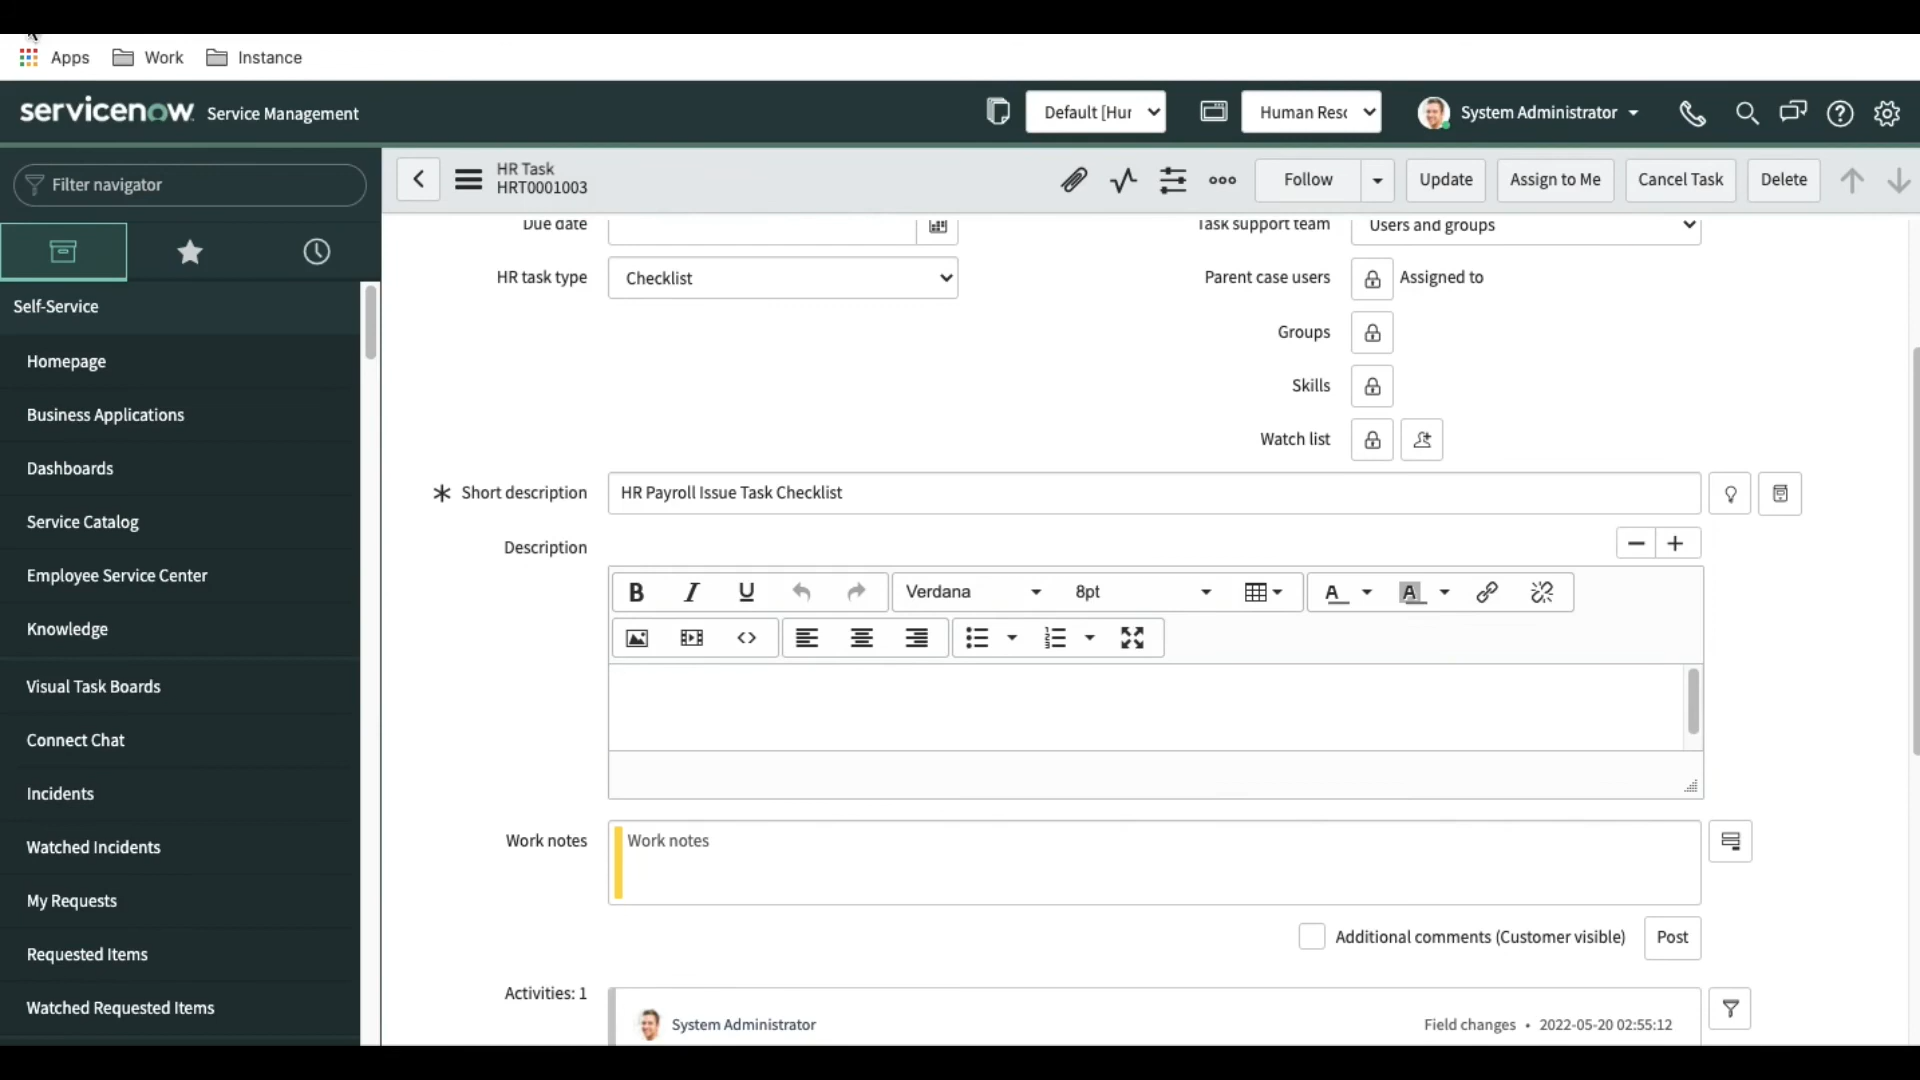 Apps Work Instance
servicenow. Service Management Default [Hur Human Resc System Administrator
Filter navigator
HR Task
HRT0001003
Follow Update Assign to Me Cancel Task Delete
Due date
Task support team Users and groups
HR task type Checklist
Parent case users Assigned to
Groups
Skills
Watch list
Short description HR Payroll Issue Task Checklist
Description
B I U Verdana 8pt A A
Work notes Work notes
Additional comments (Customer visible) Post
Activities: 1
System Administrator Field changes • 2022-05-20 02:55:12
Self-Service
Homepage
Business Applications
Dashboards
Service Catalog
Employee Service Center
Knowledge
Visual Task Boards
Connect Chat
Incidents
Watched Incidents
My Requests
Requested Items
Watched Requested Items